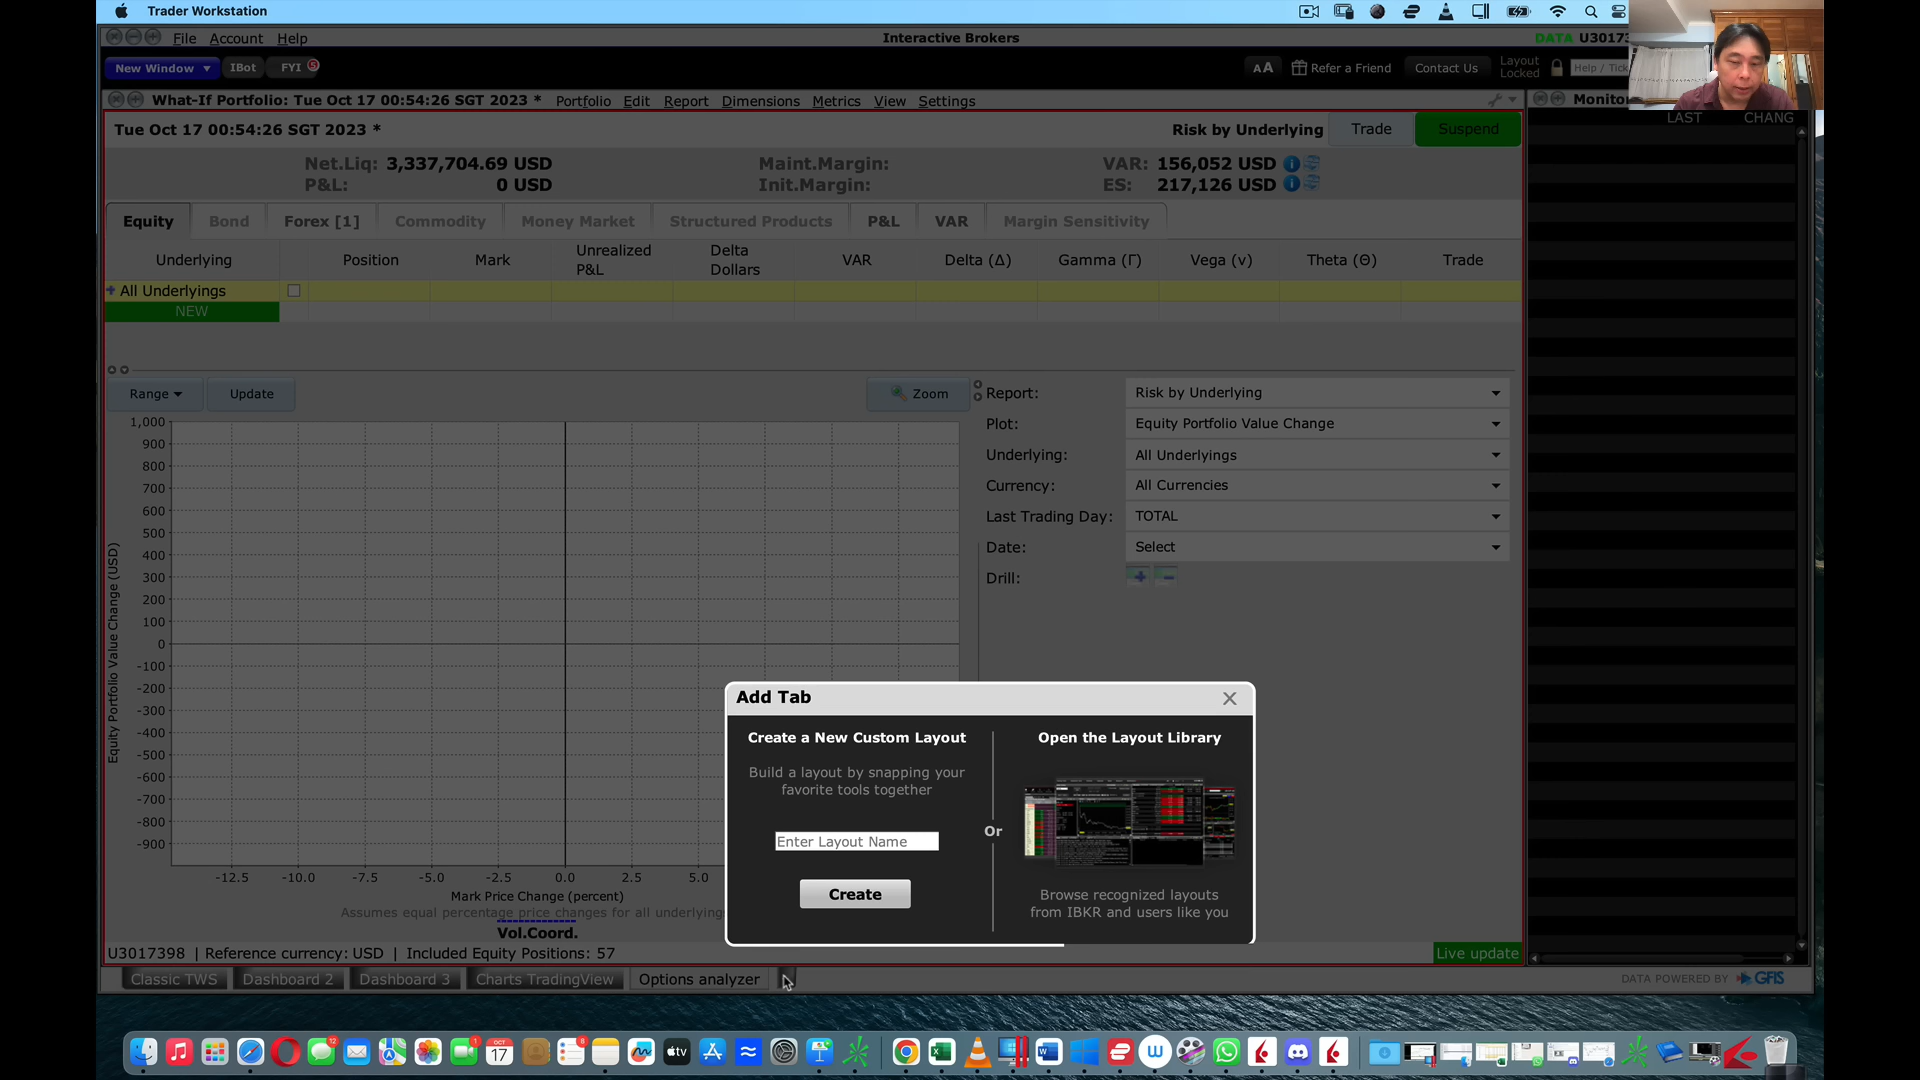 Trader Workstation
File Account Help
Interactive Brokers
DATA
New Window
IBot
FYI
5
AA
Refer a Friend
Contact Us
Layout
Locked
Help /
What-If Portfolio: Tue Oct 17 00:54:26 SGT 2023 *
Portfolio Edit Report Dimensions Metrics View Settings
LAST CHANG
Tue Oct 17 00:54:26 SGT 2023 *
Risk by Underlying
Trade
Suspend
Net.Liq: 3,337,704.69 USD
Maint.Margin:
VAR: 156,052 USD
P&L: 0 USD
Init.Margin:
ES: 217,126 USD
Equity
Bond
Forex [1]
Commodity
Money Market
Structured Products
P&L
VAR
Margin Sensitivity
Underlying
Position
Mark
Unrealized
P&L
Delta
Dollars
VAR
Delta (Δ)
Gamma (Γ)
Vega (ν)
Theta (Θ)
Trade
+ All Underlyings
NEW
Range
Update
Zoom
Report: Risk by Underlying
Plot: Equity Portfolio Value Change
Underlying: All Underlyings
Currency: All Currencies
Last Trading Day: TOTAL
Date: Select
Drill:
1,000
900
800
700
600
500
400
300
200
100
0
-100
-200
-300
-400
-500
-600
-700
-800
-900
Equity Portfolio Value Change (USD)
-12.5 -10.0 -7.5 -5.0 -2.5 0.0 2.5 5.0
Mark Price Change (percent)
Assumes equal percentage price changes for all underlyings
Vol.Coord.
Add Tab
Create a New Custom Layout
Build a layout by snapping your
favorite tools together
Enter Layout Name
Create
Or
Open the Layout Library
Browse recognized layouts
from IBKR and users like you
U3017398 | Reference currency: USD | Included Equity Positions: 57
Live update
Classic TWS
Dashboard 2
Dashboard 3
Charts TradingView
Options analyzer
DATA POWERED BY GFIS
12
1
OCT
17
8
tv